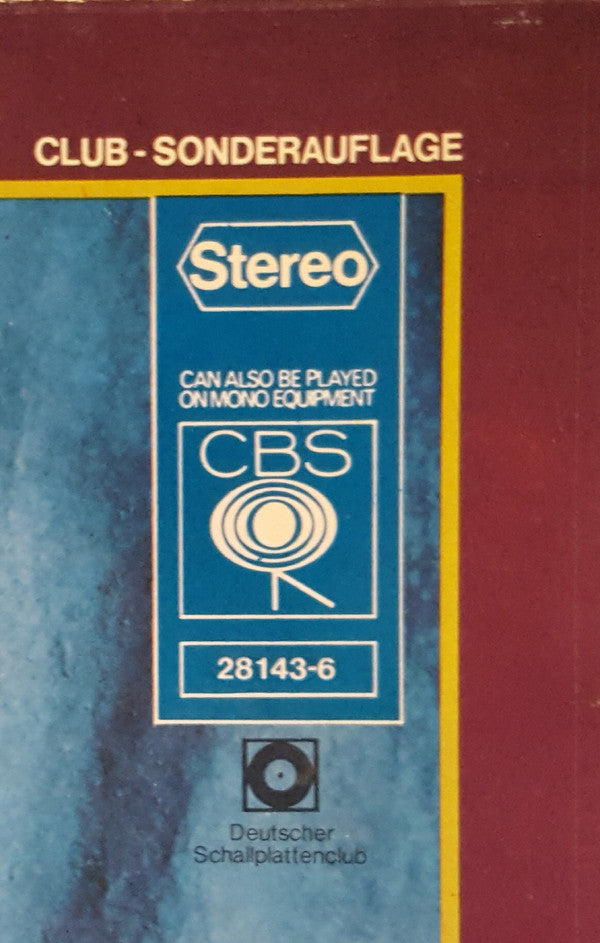 CLUB - SONDERAUFLAGE
Stereo
CAN ALSO BE PLAYED
ON MONO EQUIPMENT
CBS
28143-6
Deutscher
Schallplattenclub